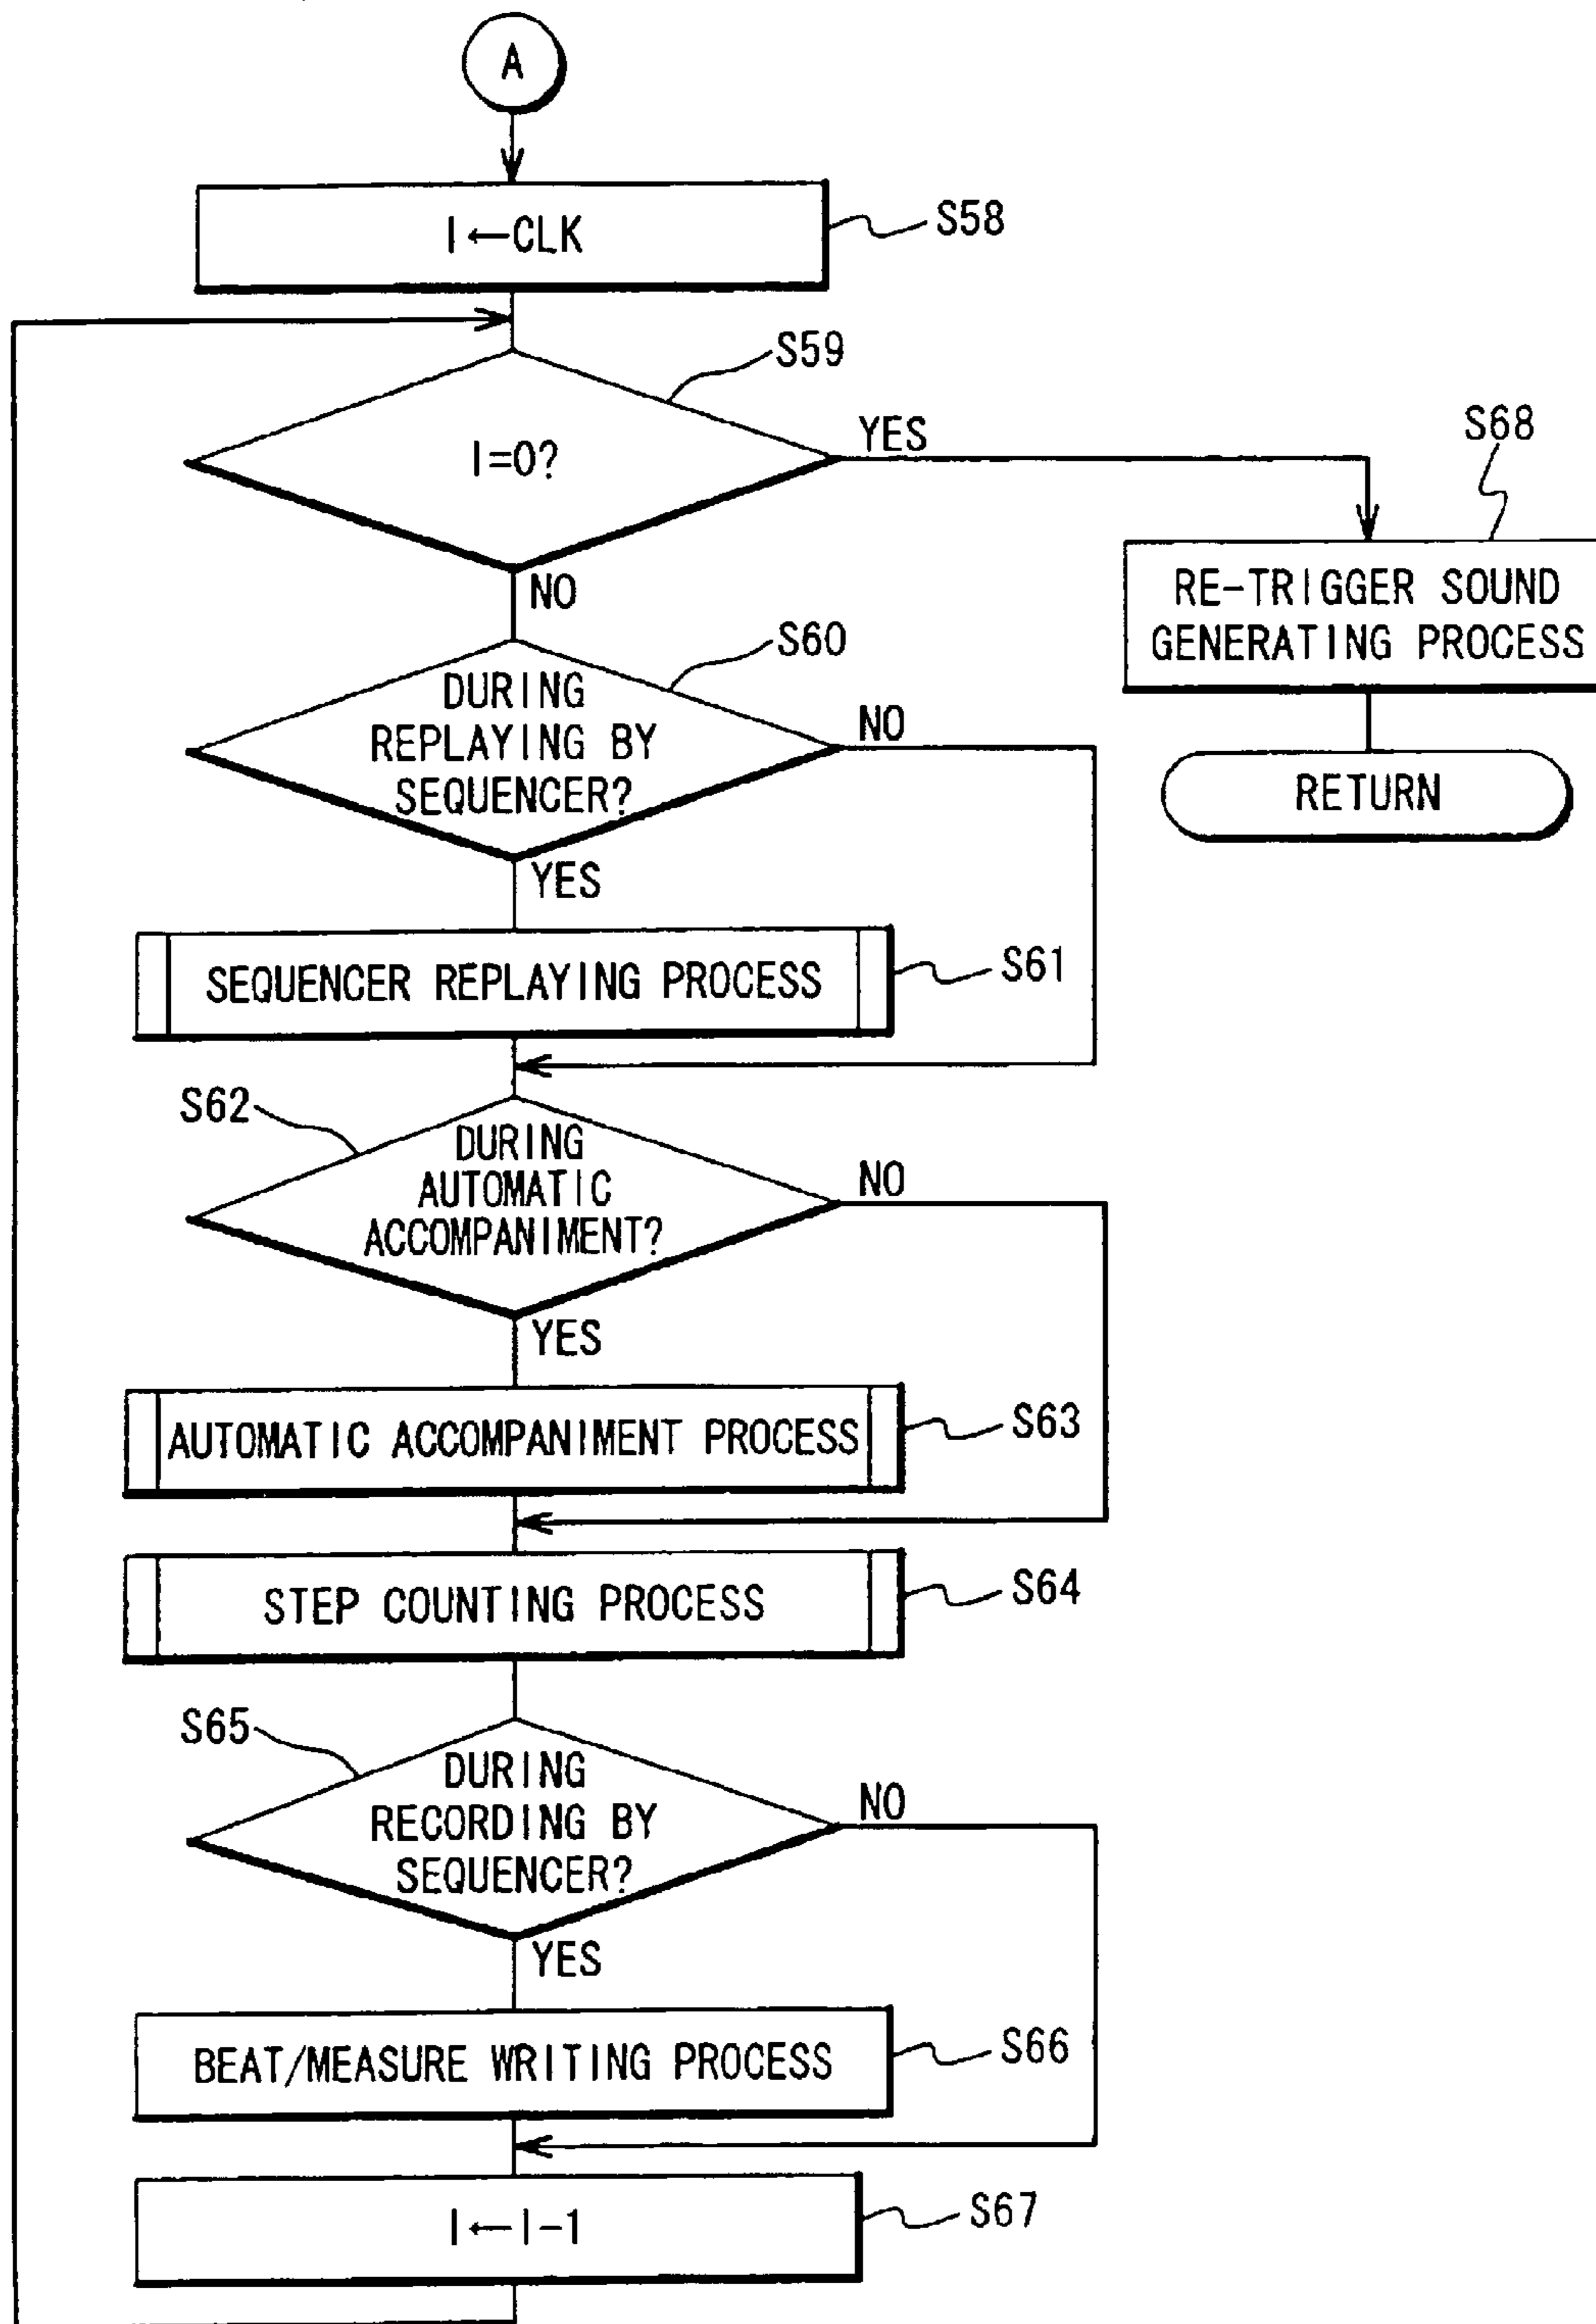 A
I←CLK
S58
S59
I=0?
YES
NO
S68
RE-TRIGGER SOUND
GENERATING PROCESS
RETURN
S60
DURING
REPLAYING BY
SEQUENCER?
NO
YES
SEQUENCER REPLAYING PROCESS
S61
S62
DURING
AUTOMATIC
ACCOMPANIMENT?
NO
YES
AUTOMATIC ACCOMPANIMENT PROCESS
S63
STEP COUNTING PROCESS
S64
S65
DURING
RECORDING BY
SEQUENCER?
NO
YES
BEAT/MEASURE WRITING PROCESS
S66
I←I-1
S67